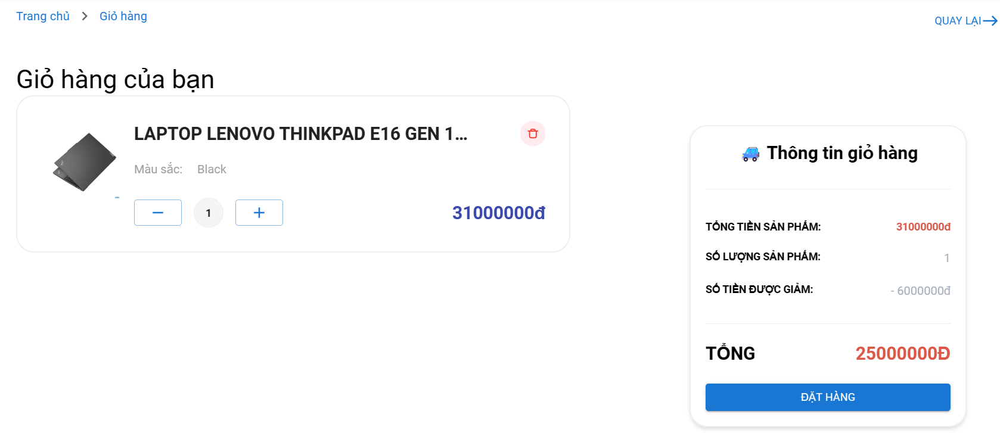 Trang chủ > Giỏ hàng
QUAY LẠI→
Giỏ hàng của bạn
LAPTOP LENOVO THINKPAD E16 GEN 1...
Màu sắc: Black
1
31000000đ
Thông tin giỏ hàng
TỔNG TIỀN SẢN PHẨM: 31000000đ
SỐ LƯỢNG SẢN PHẨM: 1
SỐ TIỀN ĐƯỢC GIẢM: - 6000000đ
TỔNG 25000000Đ
ĐẶT HÀNG